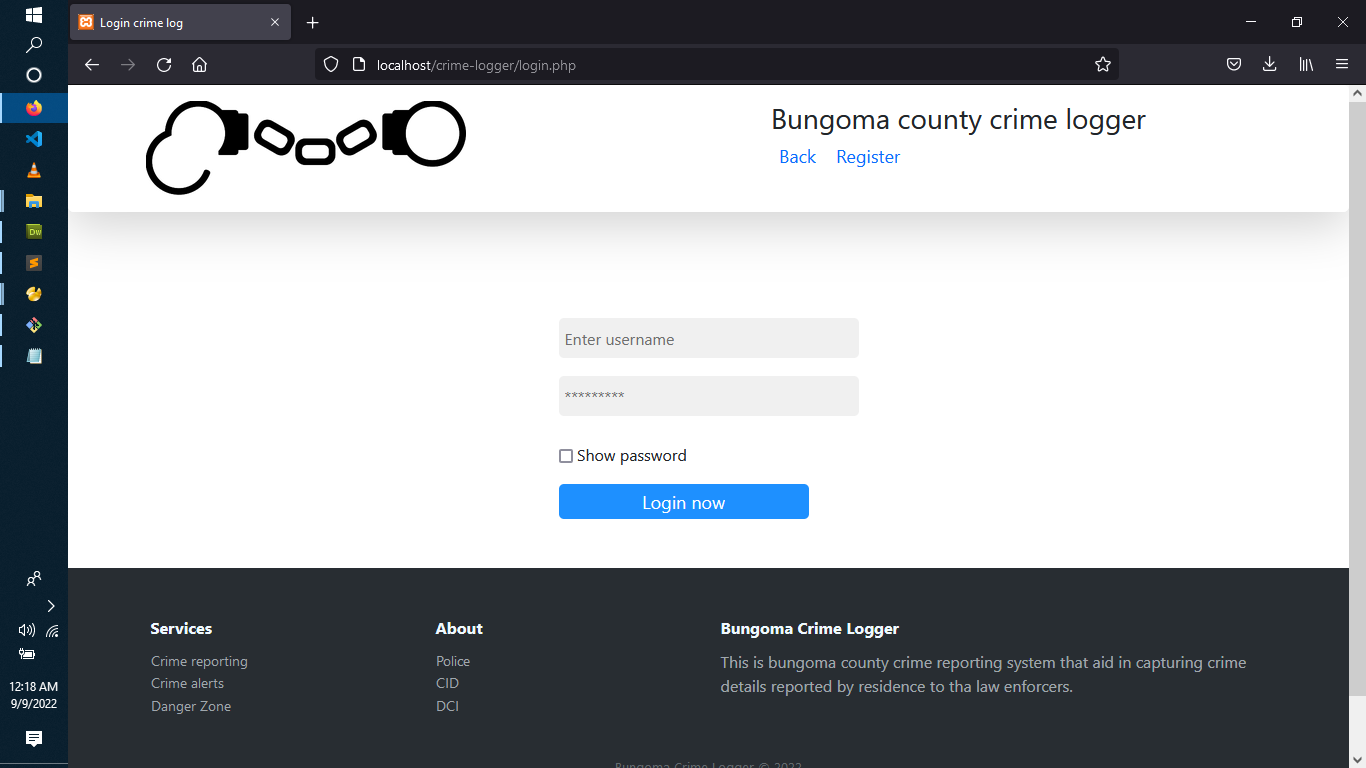 Login crime log
localhost/crime-logger/login.php
Bungoma county crime logger
Back Register
Enter username
*********
Show password
Login now
Services
Crime reporting
Crime alerts
Danger Zone
About
Police
CID
DCI
Bungoma Crime Logger
This is bungoma county crime reporting system that aid in capturing crime
details reported by residence to tha law enforcers.
Bungoma Crime Logger © 2022
Dw
12:18 AM
9/9/2022